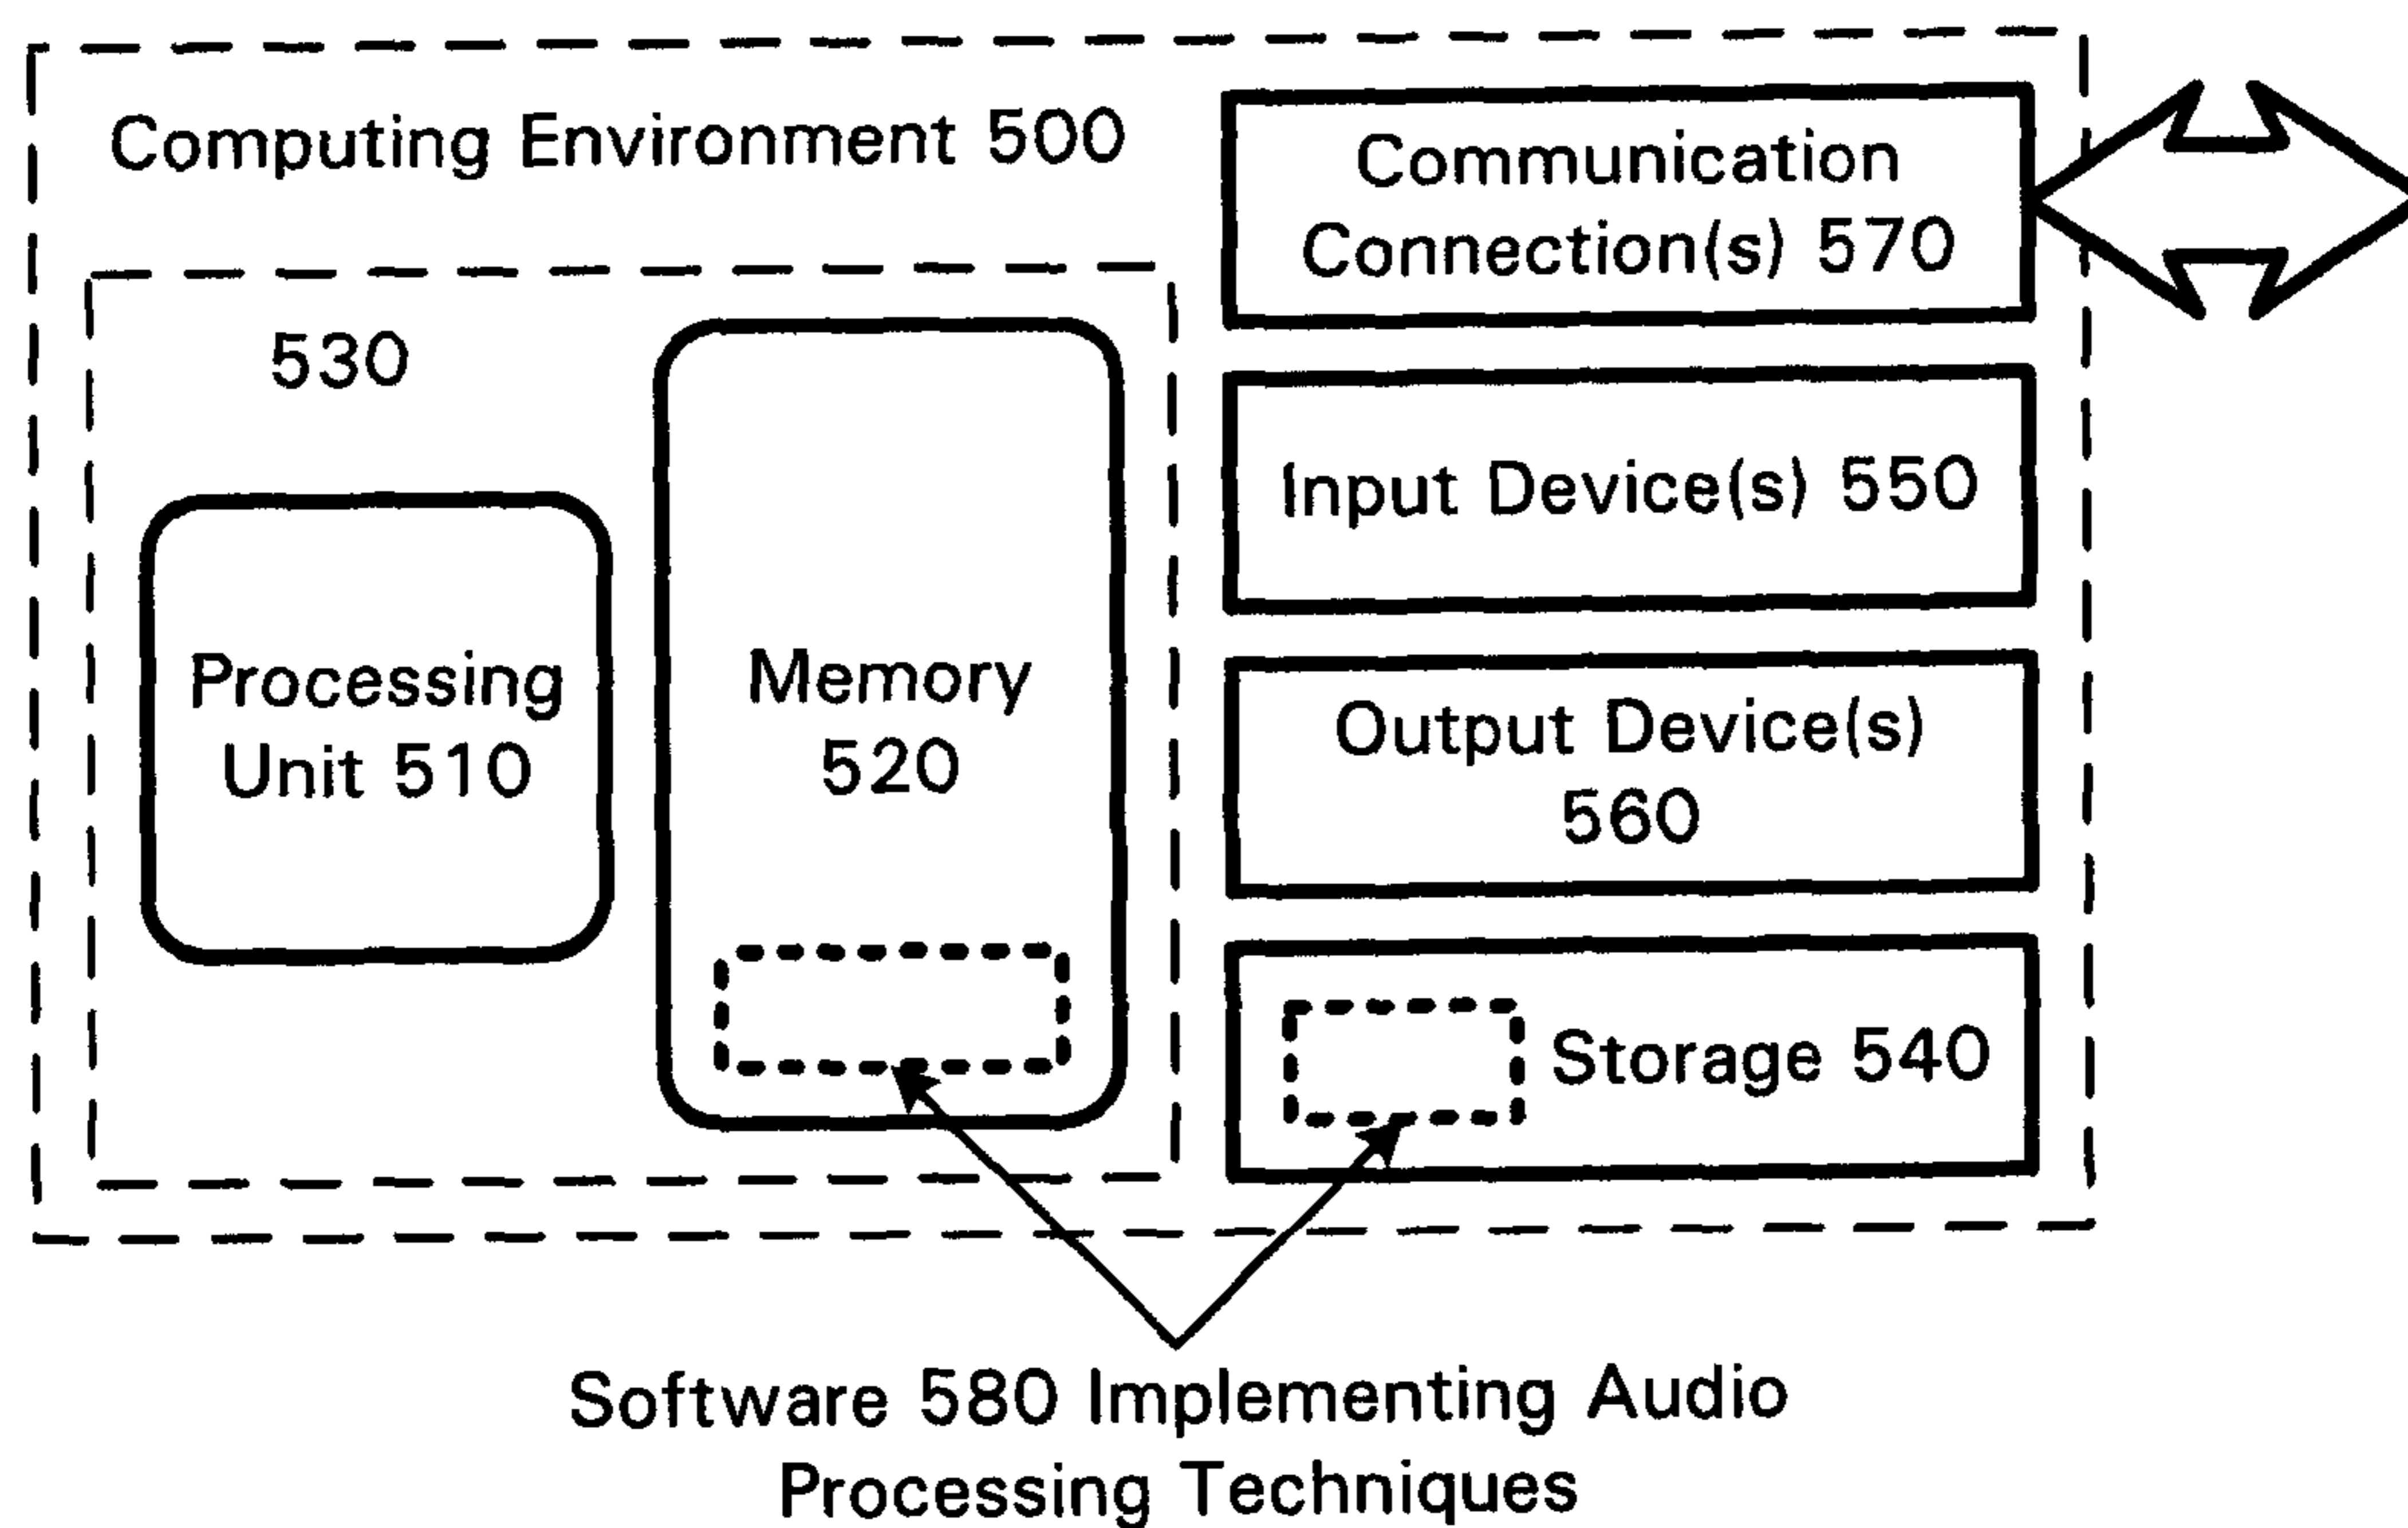 Computing Environment 500
530
Processing
Unit 510
Memory
520
Communication
Connection(s) 570
Input Device(s) 550
Output Device(s)
560
Storage 540
Software 580 Implementing Audio
Processing Techniques